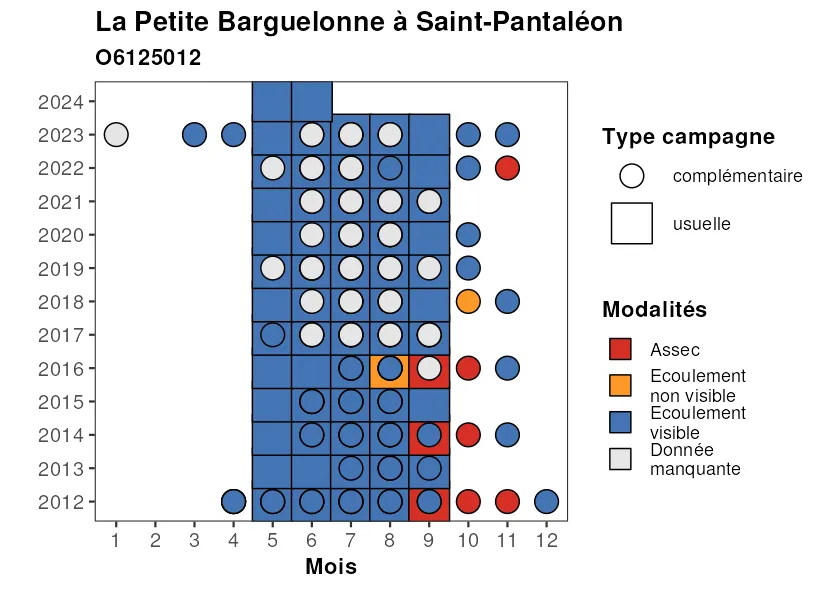 La Petite Barguelonne à Saint-Pantaléon
O6125012
2024
2023
2022
2021
2020
2019
2018
2017
2016
2015
2014
2013
2012
1 2 3 4 5 6 7 8 9 10 11 12
Mois
Type campagne
complémentaire
usuelle
Modalités
Assec
Ecoulement
non visible
Ecoulement
visible
Donnée
manquante